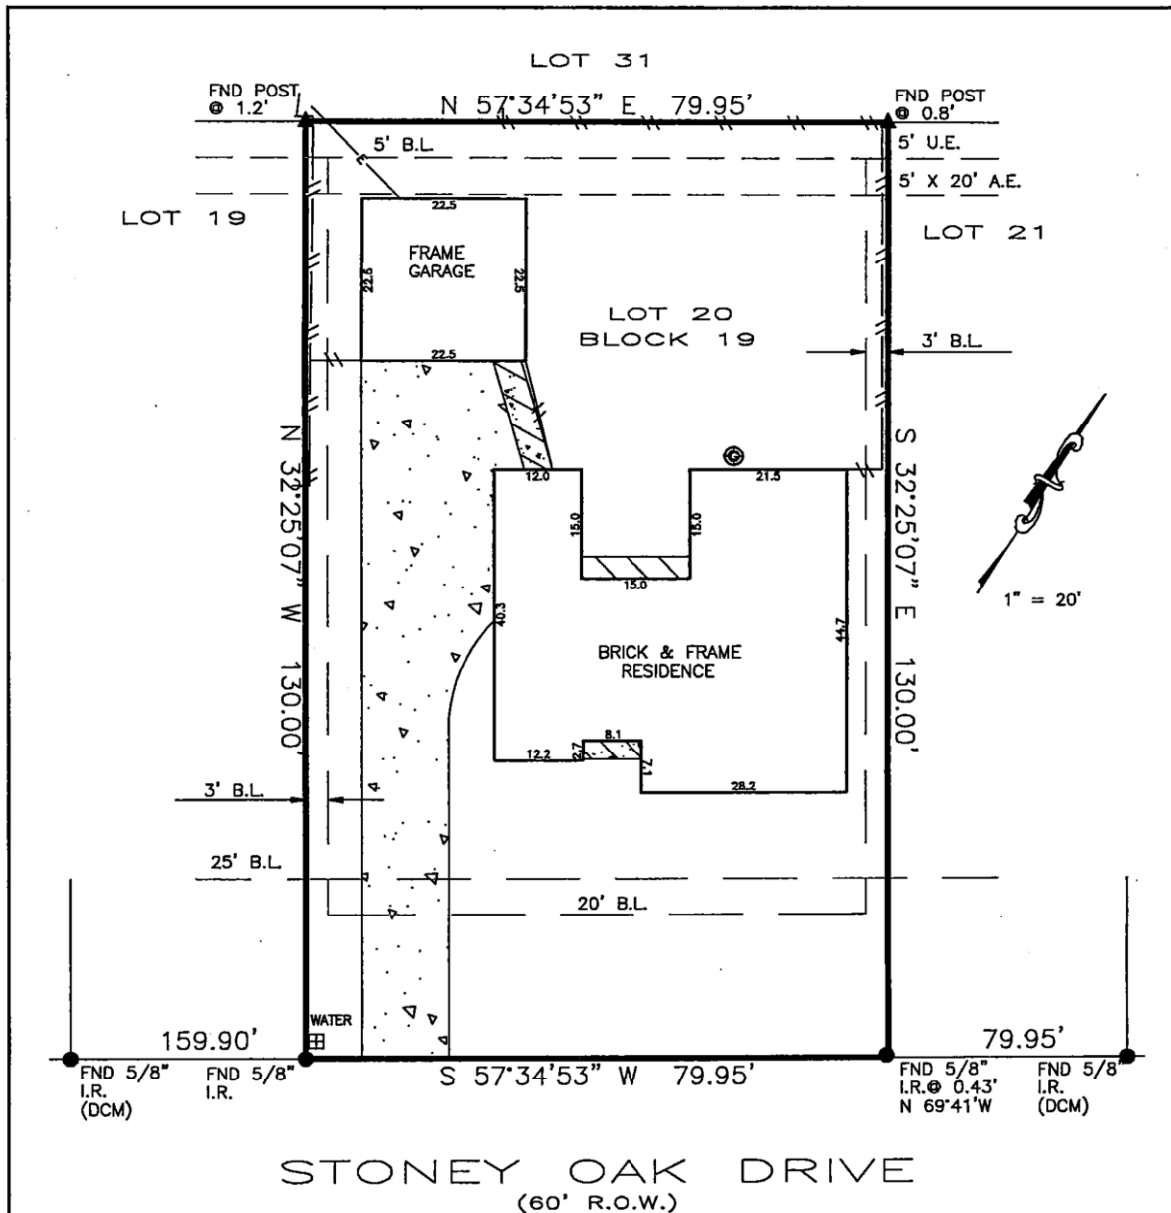 LOT 31
FND POST
@ 1.2'
N 57°34'53" E 79.95'
FND POST
@ 0.8'
5' B.L.
5' U.E.
5' X 20' A.E.
LOT 19
22.5
LOT 21
FRAME
GARAGE
22.5
22.5
LOT 20
BLOCK 19
3' B.L.
22.5
N 32°25'07" W 130.00'
S 32°25'07" E 130.00'
G
12.0
21.5
15.0
15.0
15.0
1" = 20'
40.3
44.7
BRICK & FRAME
RESIDENCE
8.1
12.2
2.7
7.1
28.2
3' B.L.
25' B.L.
20' B.L.
WATER
159.90'
79.95'
FND 5/8"
I.R.
(DCM)
FND 5/8"
I.R.
S 57°34'53" W 79.95'
FND 5/8"
I.R.@ 0.43'
N 69°41'W
FND 5/8"
I.R.
(DCM)
STONEY OAK DRIVE
(60' R.O.W.)